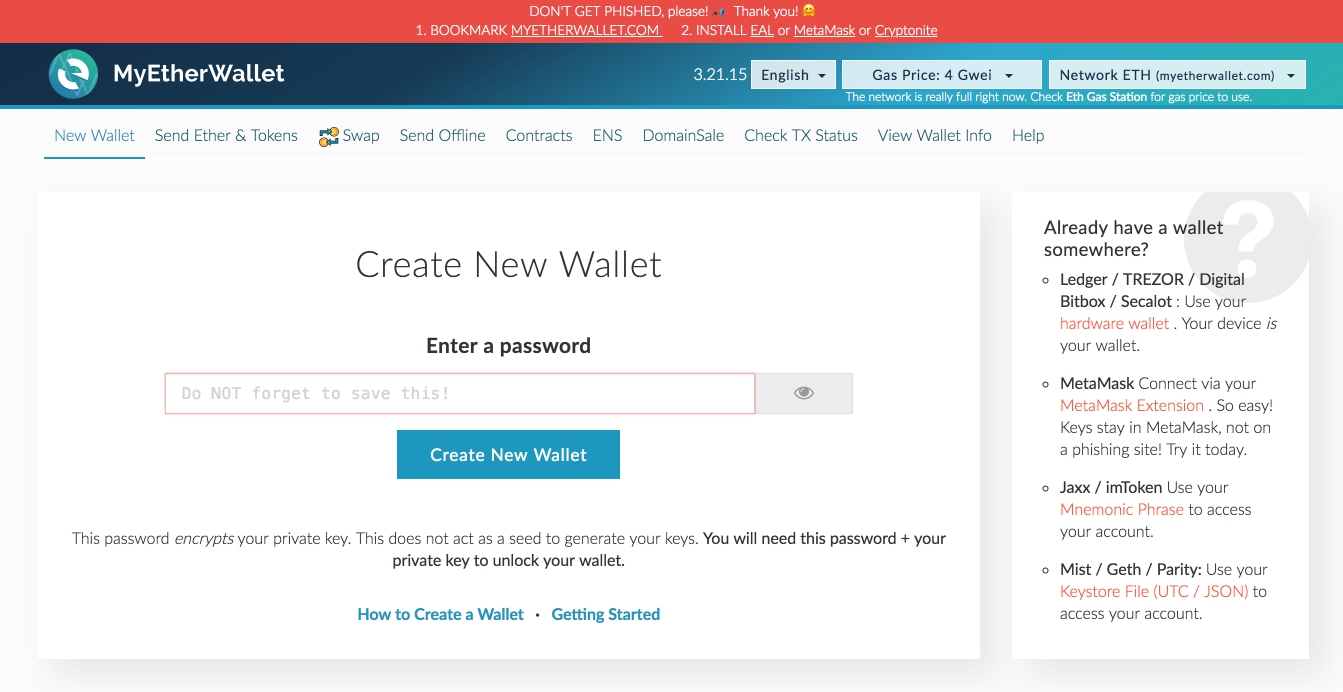 DON'T GET PHISHED, please! Thank you! 🤗
1. BOOKMARK MYETHERWALLET.COM 2. INSTALL EAL or MetaMask or Cryptonite
MyEtherWallet
3.21.15 English Gas Price: 4 Gwei Network ETH (myetherwallet.com)
The network is really full right now. Check Eth Gas Station for gas price to use.
New Wallet Send Ether & Tokens Swap Send Offline Contracts ENS DomainSale Check TX Status View Wallet Info Help
Create New Wallet
Enter a password
Do NOT forget to save this!
Create New Wallet
This password encrypts your private key. This does not act as a seed to generate your keys. You will need this password + your
private key to unlock your wallet.
How to Create a Wallet · Getting Started
?
Already have a wallet
somewhere?
Ledger / TREZOR / Digital
Bitbox / Secalot : Use your
hardware wallet . Your device is
your wallet.
MetaMask Connect via your
MetaMask Extension . So easy!
Keys stay in MetaMask, not on
a phishing site! Try it today.
Jaxx / imToken Use your
Mnemonic Phrase to access
your account.
Mist / Geth / Parity: Use your
Keystore File (UTC / JSON) to
access your account.